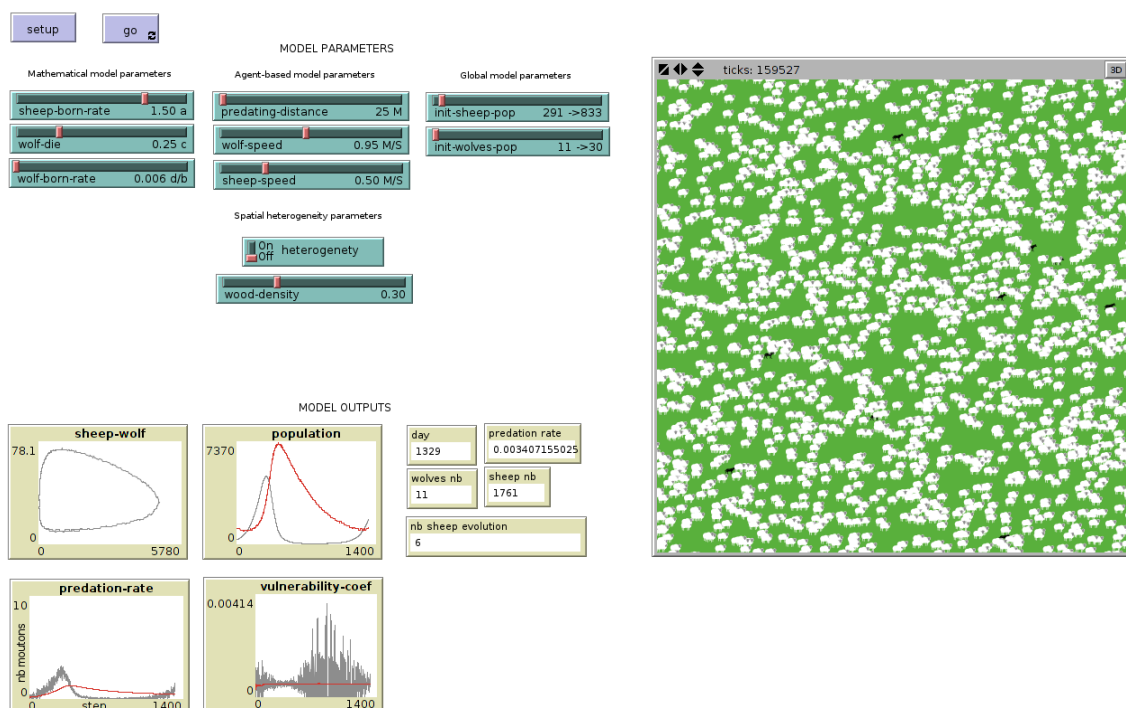 setup
go
MODEL PARAMETERS
Mathematical model parameters
Agent-based model parameters
Global model parameters
sheep-born-rate 1.50 a
wolf-die 0.25 c
wolf-born-rate 0.006 d/b
predating-distance 25 M
wolf-speed 0.95 M/S
sheep-speed 0.50 M/S
init-sheep-pop 291 ->833
init-wolves-pop 11 ->30
Spatial heterogeneity parameters
On
Off
heterogenety
wood-density 0.30
ticks: 159527
3D
MODEL OUTPUTS
sheep-wolf
78.1
0
0 5780
population
7370
0
0 1400
day
1329
predation rate
0.003407155025
wolves nb
11
sheep nb
1761
nb sheep evolution
6
predation-rate
10
nb moutons
0
0 step 1400
vulnerability-coef
0.00414
0
0 1400